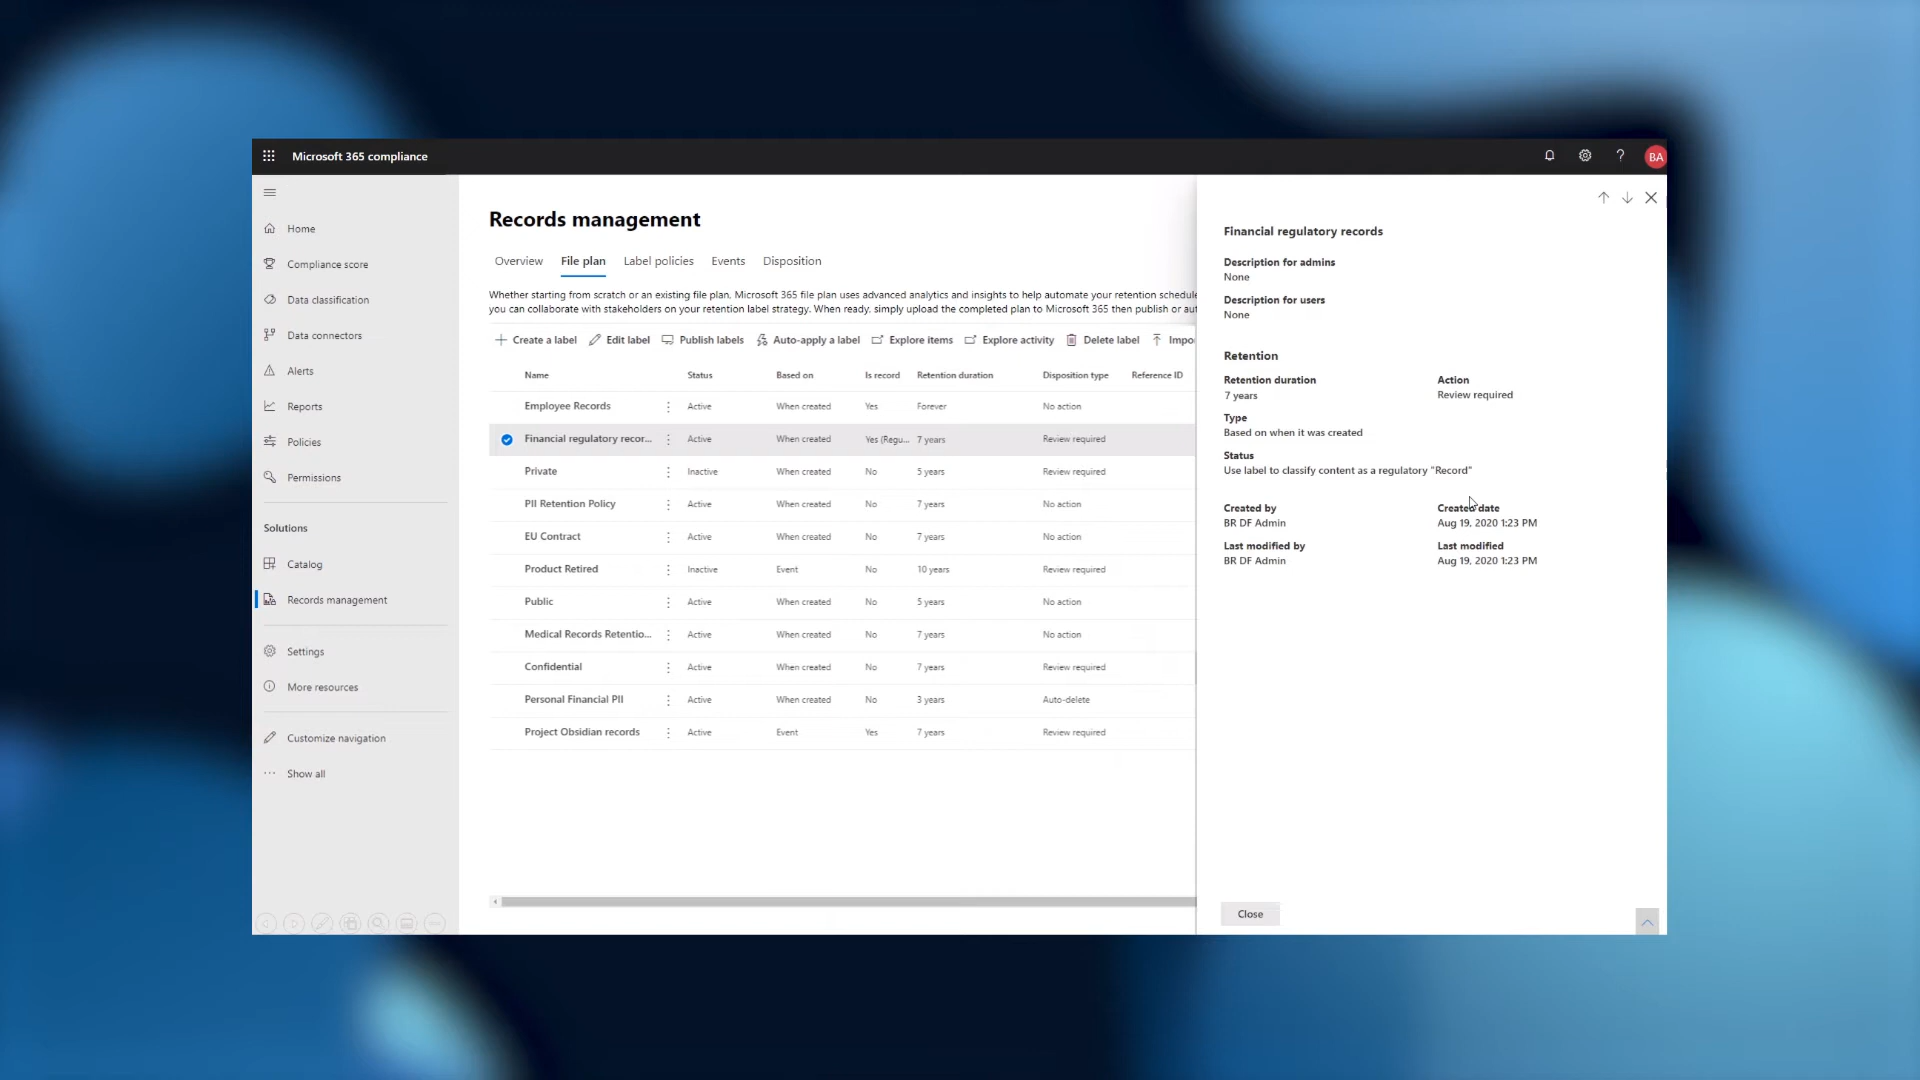 Microsoft 365 compliance
BA
Home
Compliance score
Data classification
Data connectors
Alerts
Reports
Policies
Permissions
Solutions
Catalog
Records management
Settings
More resources
Customize navigation
Show all
Records management
Overview File plan Label policies Events Disposition
Whether starting from scratch or an existing file plan, Microsoft 365 file plan uses advanced analytics and insights to help automate your retention schedule
you can collaborate with stakeholders on your retention label strategy. When ready, simply upload the completed plan to Microsoft 365 then publish or aut
Create a label Edit label Publish labels Auto-apply a label Explore items Explore activity Delete label Impor
Name Status Based on Is record Retention duration Disposition type Reference ID
Employee Records Active When created Yes Forever No action
Financial regulatory recor... Active When created Yes (Regu... 7 years Review required
Private Inactive When created No 5 years Review required
PII Retention Policy Active When created No 7 years No action
EU Contract Active When created No 7 years No action
Product Retired Inactive Event No 10 years Review required
Public Active When created No 5 years No action
Medical Records Retentio... Active When created No 7 years No action
Confidential Active When created No 7 years Review required
Personal Financial PII Active When created No 3 years Auto-delete
Project Obsidian records Active Event Yes 7 years Review required
Financial regulatory records
Description for admins
None
Description for users
None
Retention
Retention duration Action
7 years Review required
Type
Based on when it was created
Status
Use label to classify content as a regulatory "Record"
Created by Created date
BR DF Admin Aug 19, 2020 1:23 PM
Last modified by Last modified
BR DF Admin Aug 19, 2020 1:23 PM
Close